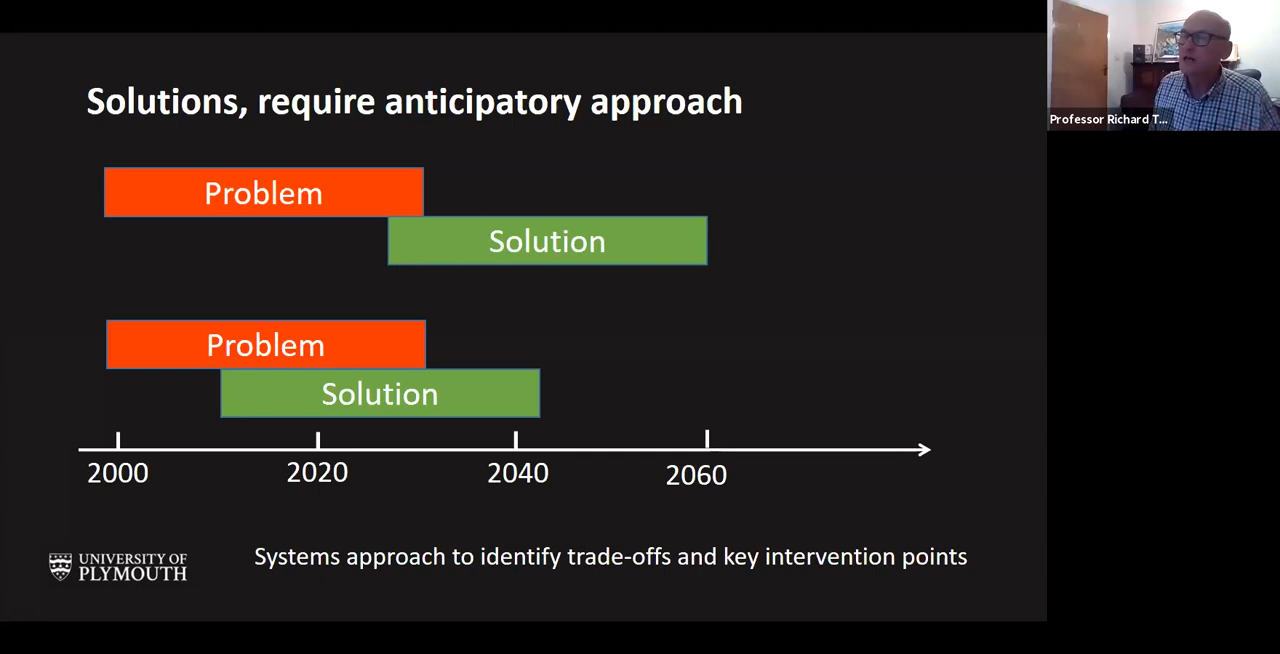 Solutions, require anticipatory approach
Professor Richard T...
Problem
Solution
Problem
Solution
2000
2020
2040
2060
UNIVERSITY OF
PLYMOUTH
Systems approach to identify trade-offs and key intervention points